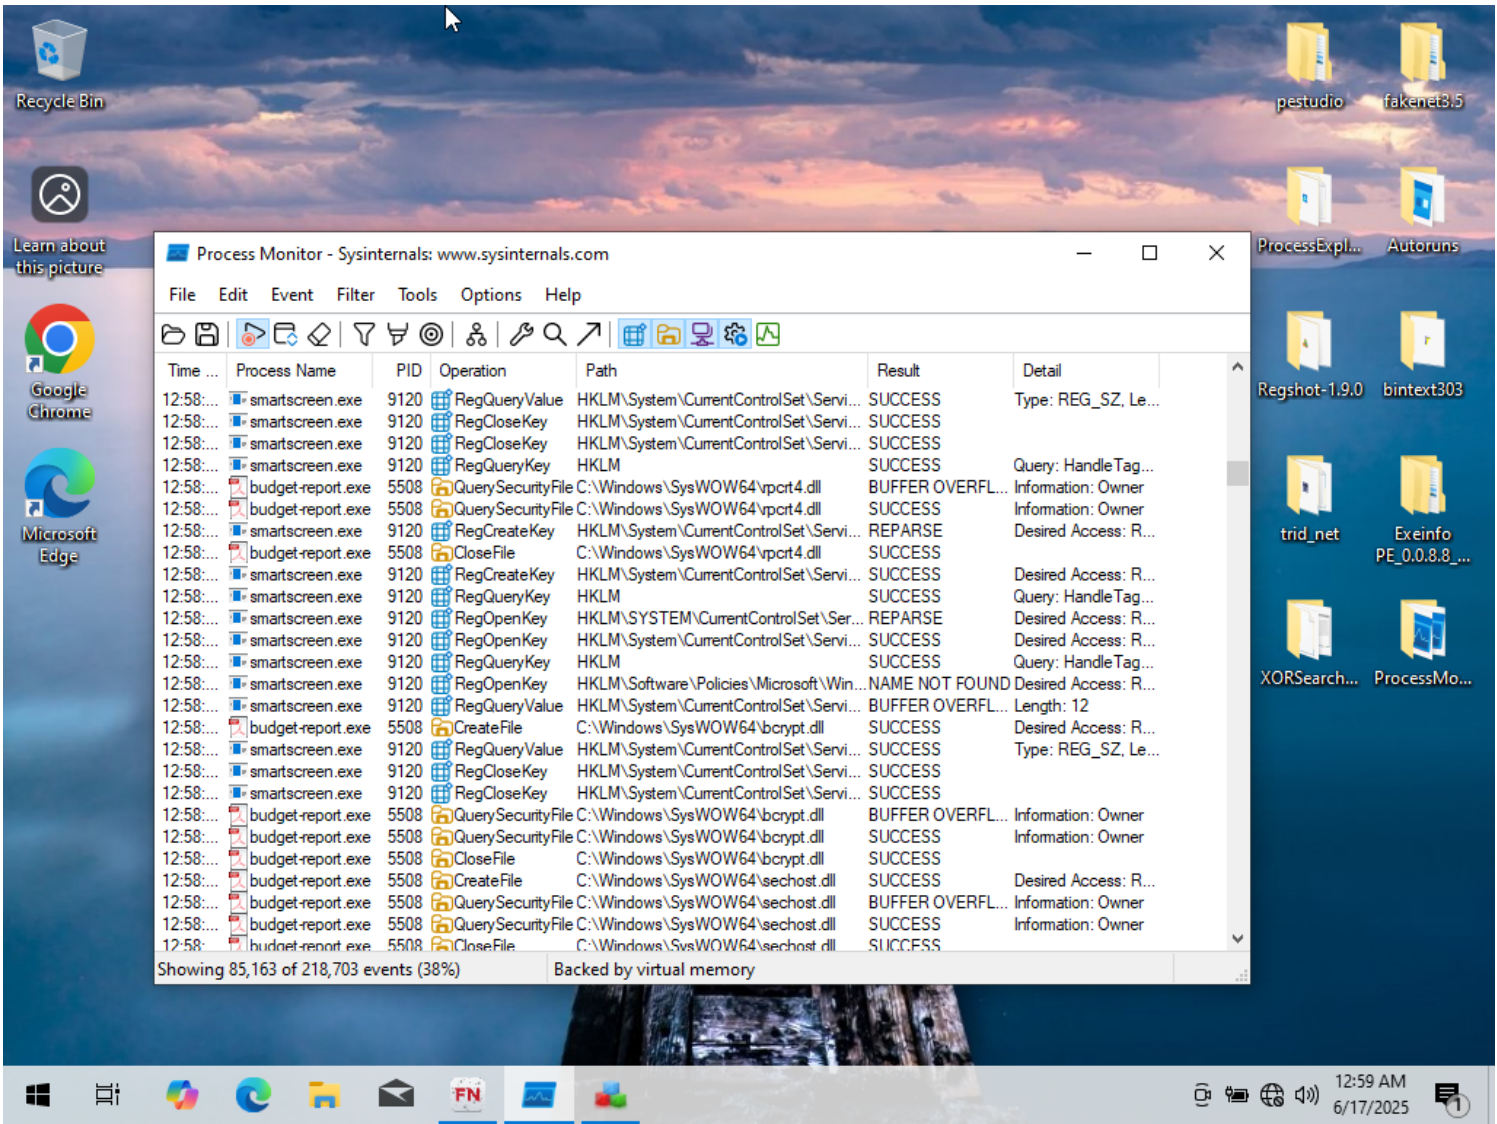 Recycle Bin
Learn about
this picture
Google
Chrome
Microsoft
Edge
pestudio
fakenet3.5
ProcessExpl...
Autoruns
Regshot-1.9.0
bintext303
trid_net
Exeinfo
PE_0.0.8.8_...
XORSearch...
ProcessMo...
Process Monitor - Sysinternals: www.sysinternals.com
File Edit Event Filter Tools Options Help
Time ... Process Name PID Operation Path Result Detail
12:58:... smartscreen.exe 9120 RegQueryValue HKLM\System\CurrentControlSet\Servi... SUCCESS Type: REG_SZ, Le...
12:58:... smartscreen.exe 9120 RegCloseKey HKLM\System\CurrentControlSet\Servi... SUCCESS
12:58:... smartscreen.exe 9120 RegCloseKey HKLM\System\CurrentControlSet\Servi... SUCCESS
12:58:... smartscreen.exe 9120 RegQueryKey HKLM SUCCESS Query: HandleTag...
12:58:... budget-report.exe 5508 QuerySecurityFile C:\Windows\SysWOW64\rpcrt4.dll BUFFER OVERFL... Information: Owner
12:58:... budget-report.exe 5508 QuerySecurityFile C:\Windows\SysWOW64\rpcrt4.dll SUCCESS Information: Owner
12:58:... smartscreen.exe 9120 RegCreateKey HKLM\System\CurrentControlSet\Servi... REPARSE Desired Access: R...
12:58:... budget-report.exe 5508 CloseFile C:\Windows\SysWOW64\rpcrt4.dll SUCCESS
12:58:... smartscreen.exe 9120 RegCreateKey HKLM\System\CurrentControlSet\Servi... SUCCESS Desired Access: R...
12:58:... smartscreen.exe 9120 RegQueryKey HKLM SUCCESS Query: HandleTag...
12:58:... smartscreen.exe 9120 RegOpenKey HKLM\SYSTEM\CurrentControlSet\Ser... REPARSE Desired Access: R...
12:58:... smartscreen.exe 9120 RegOpenKey HKLM\System\CurrentControlSet\Servi... SUCCESS Desired Access: R...
12:58:... smartscreen.exe 9120 RegQueryKey HKLM SUCCESS Query: HandleTag...
12:58:... smartscreen.exe 9120 RegOpenKey HKLM\Software\Policies\Microsoft\Win... NAME NOT FOUND Desired Access: R...
12:58:... smartscreen.exe 9120 RegQueryValue HKLM\System\CurrentControlSet\Servi... BUFFER OVERFL... Length: 12
12:58:... budget-report.exe 5508 CreateFile C:\Windows\SysWOW64\bcrypt.dll SUCCESS Desired Access: R...
12:58:... smartscreen.exe 9120 RegQueryValue HKLM\System\CurrentControlSet\Servi... SUCCESS Type: REG_SZ, Le...
12:58:... smartscreen.exe 9120 RegCloseKey HKLM\System\CurrentControlSet\Servi... SUCCESS
12:58:... smartscreen.exe 9120 RegCloseKey HKLM\System\CurrentControlSet\Servi... SUCCESS
12:58:... budget-report.exe 5508 QuerySecurityFile C:\Windows\SysWOW64\bcrypt.dll BUFFER OVERFL... Information: Owner
12:58:... budget-report.exe 5508 QuerySecurityFile C:\Windows\SysWOW64\bcrypt.dll SUCCESS Information: Owner
12:58:... budget-report.exe 5508 CloseFile C:\Windows\SysWOW64\bcrypt.dll SUCCESS
12:58:... budget-report.exe 5508 CreateFile C:\Windows\SysWOW64\sechost.dll SUCCESS Desired Access: R...
12:58:... budget-report.exe 5508 QuerySecurityFile C:\Windows\SysWOW64\sechost.dll BUFFER OVERFL... Information: Owner
12:58:... budget-report.exe 5508 QuerySecurityFile C:\Windows\SysWOW64\sechost.dll SUCCESS Information: Owner
12:58:... budget-report.exe 5508 CloseFile C:\Windows\SysWOW64\sechost.dll SUCCESS
Showing 85,163 of 218,703 events (38%) Backed by virtual memory
FN
12:59 AM
6/17/2025
1